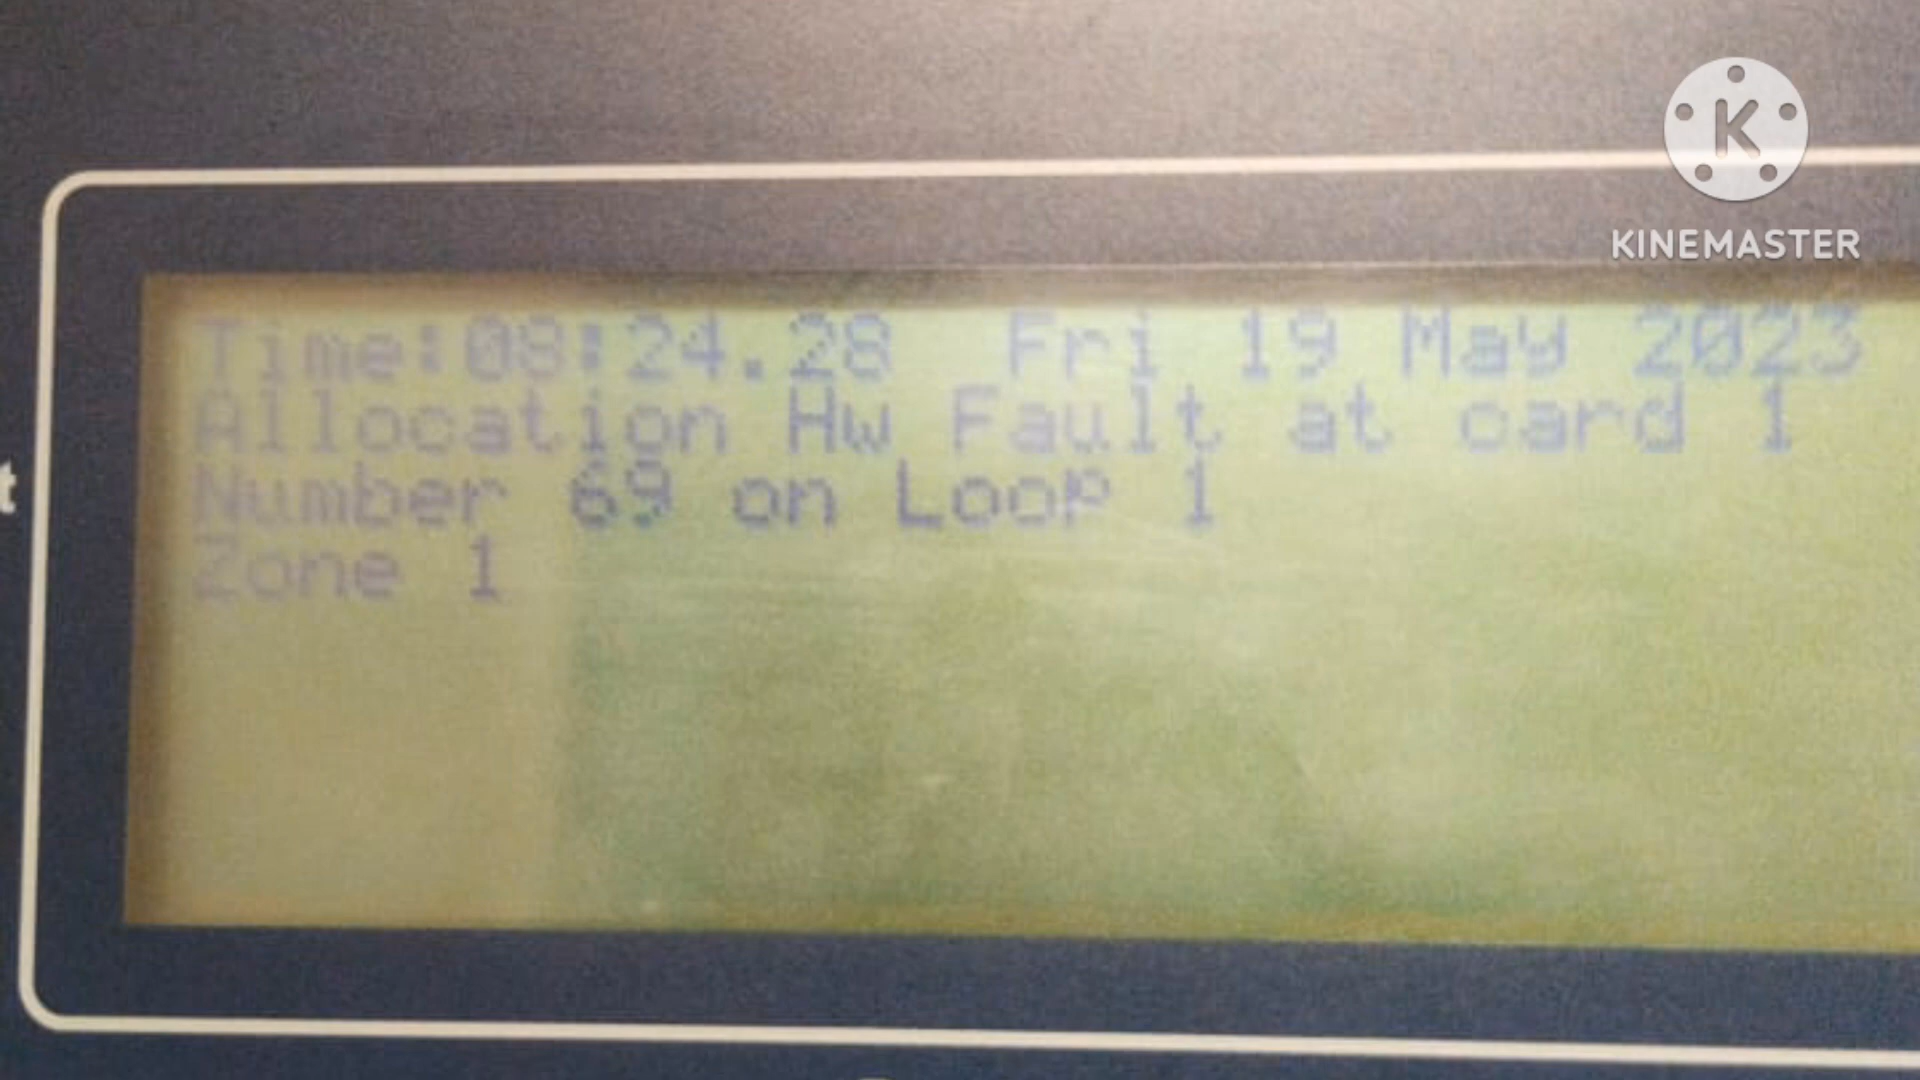 K
KINEMASTER
Time:08:24.28 Fri 19 May 2023
Allocation Hw Fault at card 1
Number 69 on Loop 1
Zone 1
t